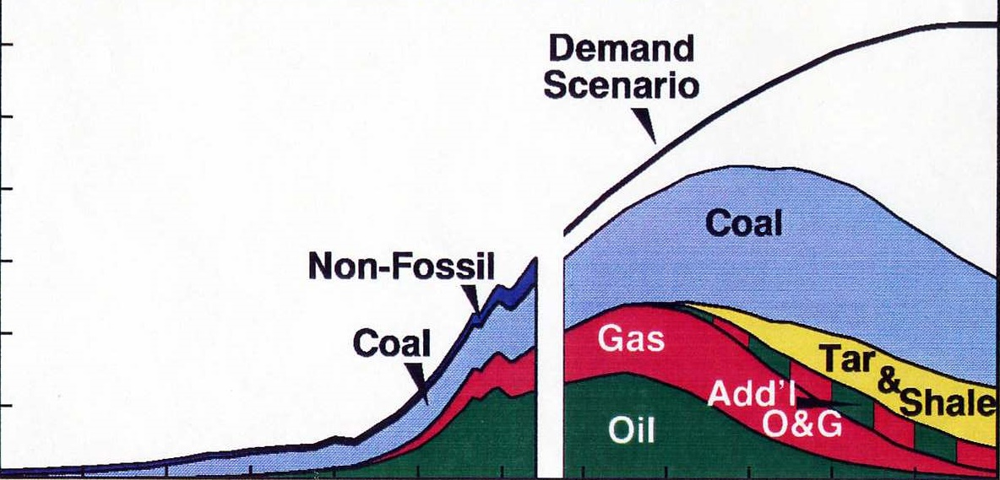 Demand
Scenario
Coal
Non-Fossil
Coal
Gas
Tar
&
Shale
Add'l
O&G
Oil